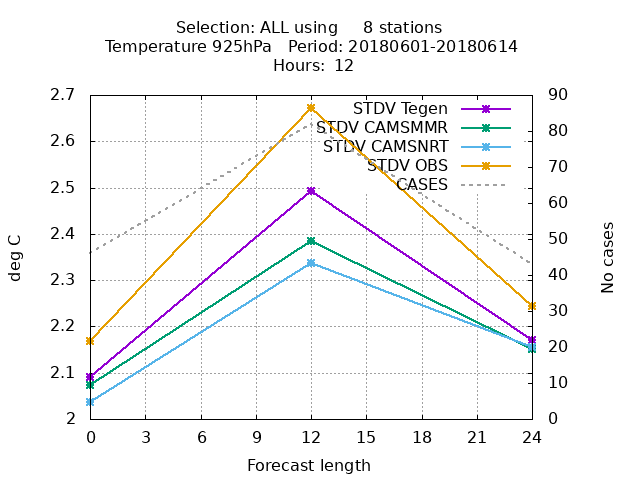 Selection: ALL using     8 stations
Temperature 925hPa   Period: 20180601-20180614
Hours: 12
2.7
2.6
2.5
2.4
2.3
2.2
2.1
2
deg C
90
80
70
60
50
40
30
20
10
0
No cases
STDV Tegen
STDV CAMSMMR
STDV CAMSNRT
STDV OBS
CASES
0 3 6 9 12 15 18 21 24
Forecast length